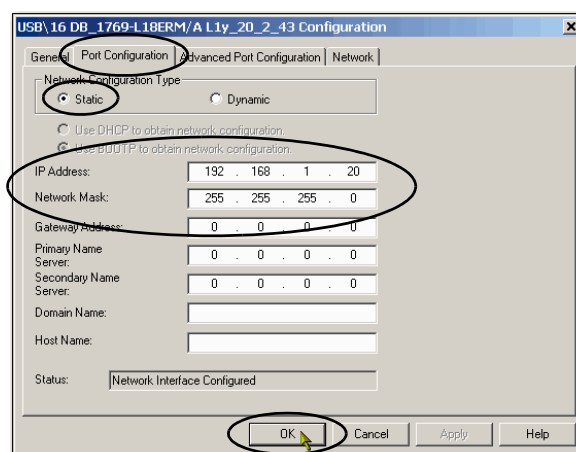 USB\16 DB_1769-L18ERM/A L1y_20_2_43 Configuration
General Port Configuration Advanced Port Configuration Network
Network Configuration Type
Static Dynamic
Use DHCP to obtain network configuration.
Use BOOTP to obtain network configuration.
IP Address: 192 . 168 . 1 . 20
Network Mask: 255 . 255 . 255 . 0
Gateway Address: 0 . 0 . 0 . 0
Primary Name
Server: 0 . 0 . 0 . 0
Secondary Name
Server: 0 . 0 . 0 . 0
Domain Name:
Host Name:
Status: Network Interface Configured
OK Cancel Apply Help